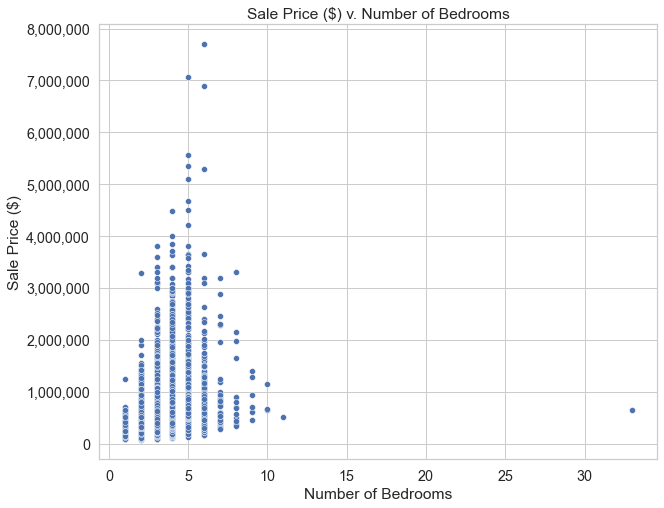 Sale Price ($) v. Number of Bedrooms
8,000,000
7,000,000
6,000,000
5,000,000
4,000,000
3,000,000
2,000,000
1,000,000
0
Sale Price ($)
0 5 10 15 20 25 30
Number of Bedrooms